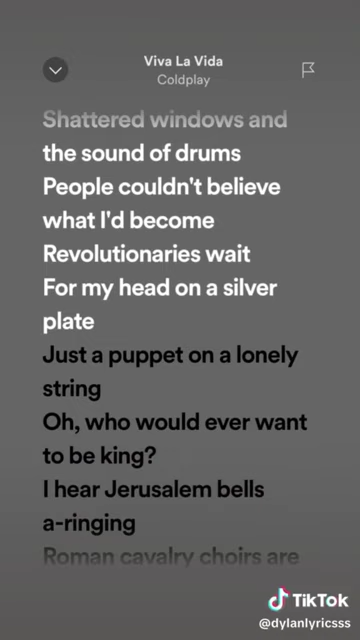 Viva La Vida
Coldplay
Shattered windows and
the sound of drums
People couldn't believe
what I'd become
Revolutionaries wait
For my head on a silver
plate
Just a puppet on a lonely
string
Oh, who would ever want
to be king?
I hear Jerusalem bells
a-ringing
Roman cavalry choirs are
TikTok
@dylanlyricsss